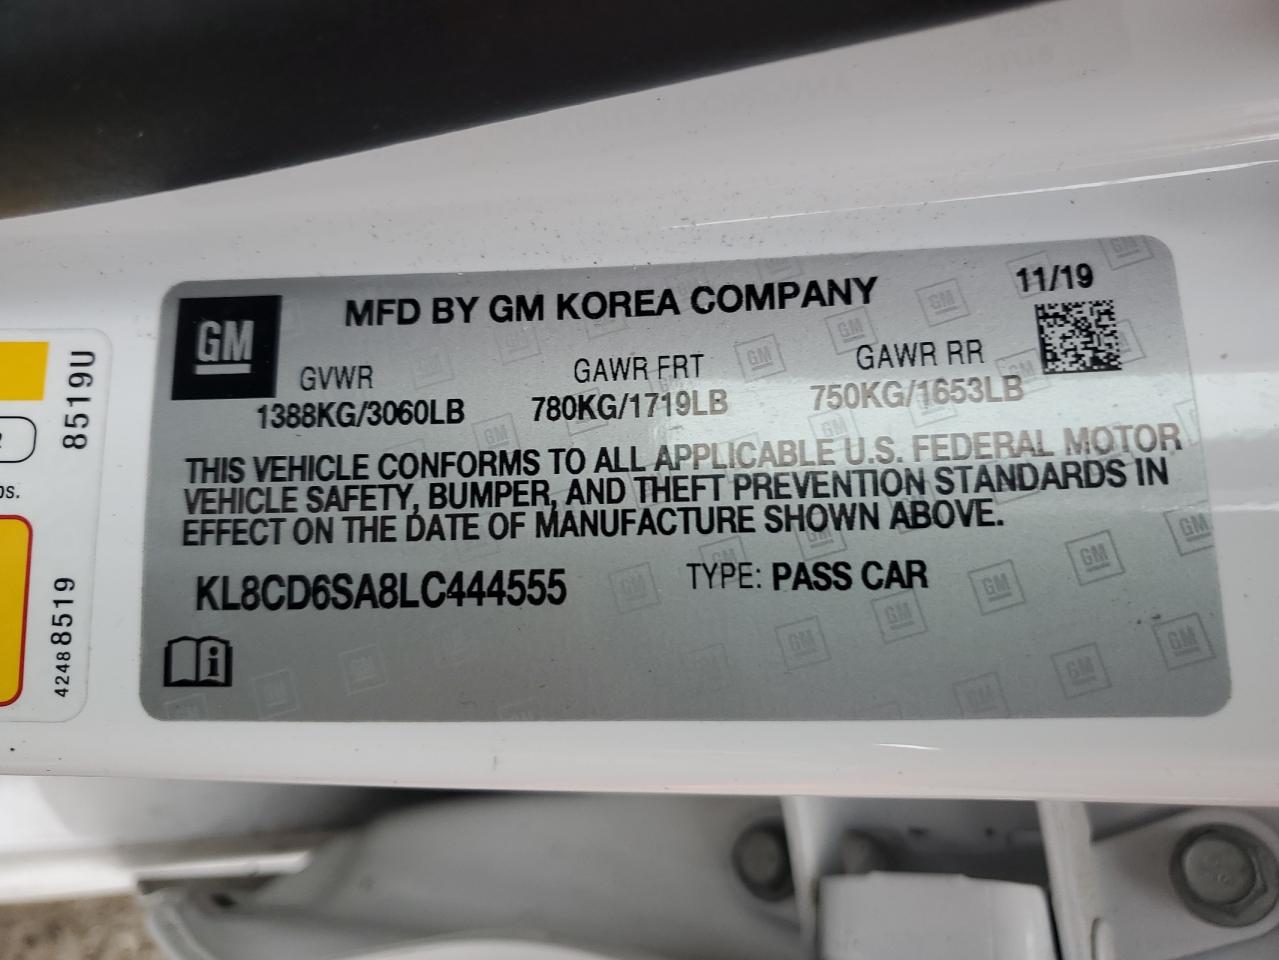 GM
MFD BY GM KOREA COMPANY
11/19
GVWR
GAWR FRT
GAWR RR
1388KG/3060LB
780KG/1719LB
750KG/1653LB
THIS VEHICLE CONFORMS TO ALL APPLICABLE U.S. FEDERAL MOTOR
VEHICLE SAFETY, BUMPER, AND THEFT PREVENTION STANDARDS IN
EFFECT ON THE DATE OF MANUFACTURE SHOWN ABOVE.
KL8CD6SA8LC444555
TYPE: PASS CAR
8519U
42488519